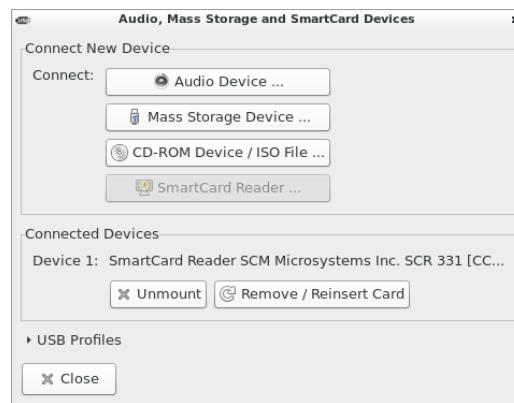 Audio, Mass Storage and SmartCard Devices
Connect New Device
Connect:
Audio Device ...
Mass Storage Device ...
CD-ROM Device / ISO File ...
SmartCard Reader ...
Connected Devices
Device 1: SmartCard Reader SCM Microsystems Inc. SCR 331 [CC...
Unmount Remove / Reinsert Card
USB Profiles
Close